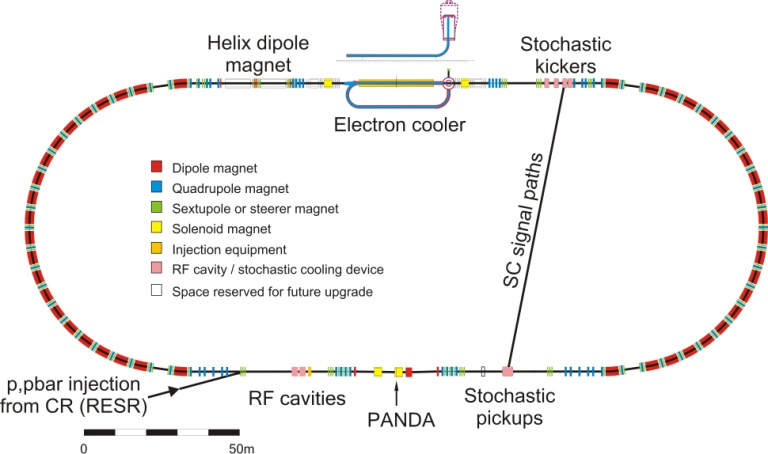 Helix dipole
magnet
Stochastic
kickers
Electron cooler
Dipole magnet
Quadrupole magnet
Sextupole or steerer magnet
Solenoid magnet
Injection equipment
RF cavity / stochastic cooling device
Space reserved for future upgrade
SC signal paths
p,pbar injection
from CR (RESR)
RF cavities
PANDA
Stochastic
pickups
0
50m